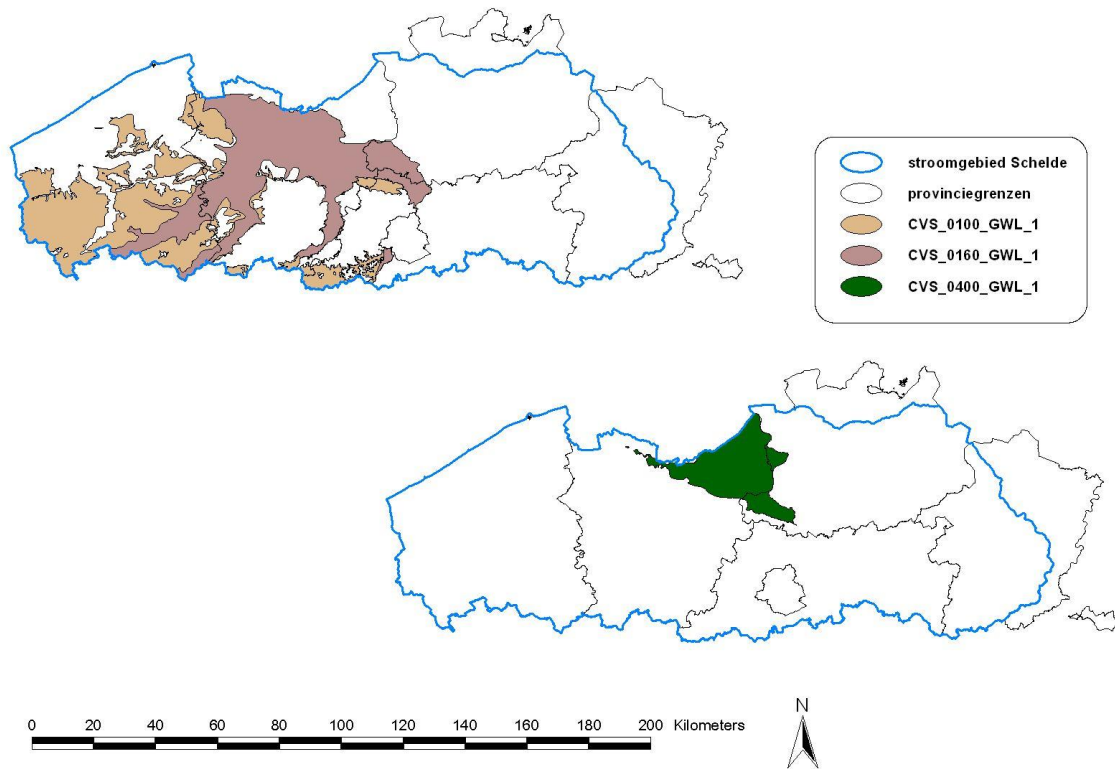 stroomgebied Schelde
provinciegrenzen
CVS_0100_GWL_1
CVS_0160_GWL_1
CVS_0400_GWL_1
0 20 40 60 80 100 120 140 160 180 200 Kilometers
N